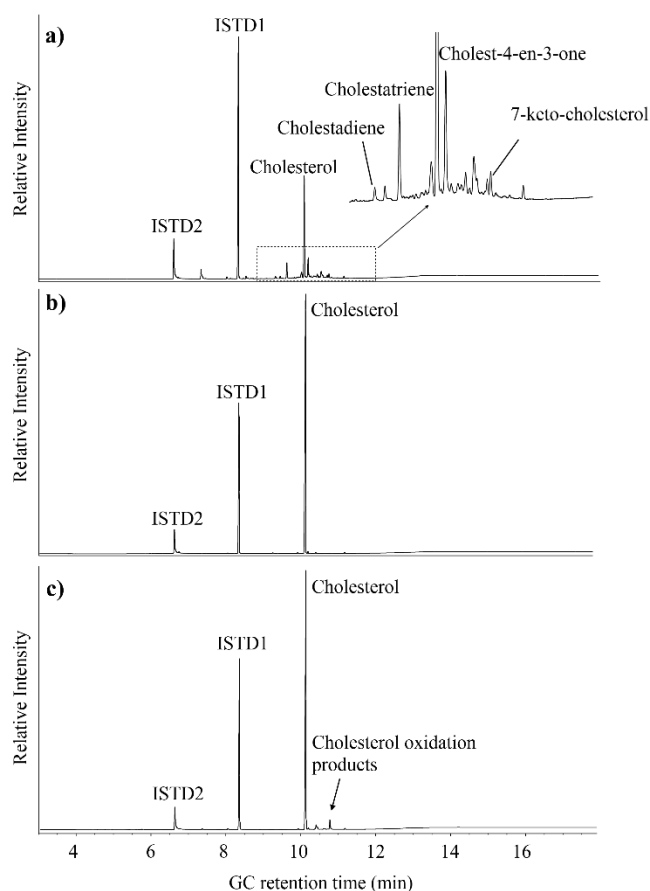 a)
ISTD1
Cholest-4-en-3-one
Cholestatriene
7-keto-cholesterol
Cholestadiene
Cholesterol
ISTD2
Relative Intensity
b)
Cholesterol
ISTD1
ISTD2
Relative Intensity
c)
Cholesterol
ISTD1
Cholesterol oxidation
products
ISTD2
Relative Intensity
4 6 8 10 12 14 16
GC retention time (min)